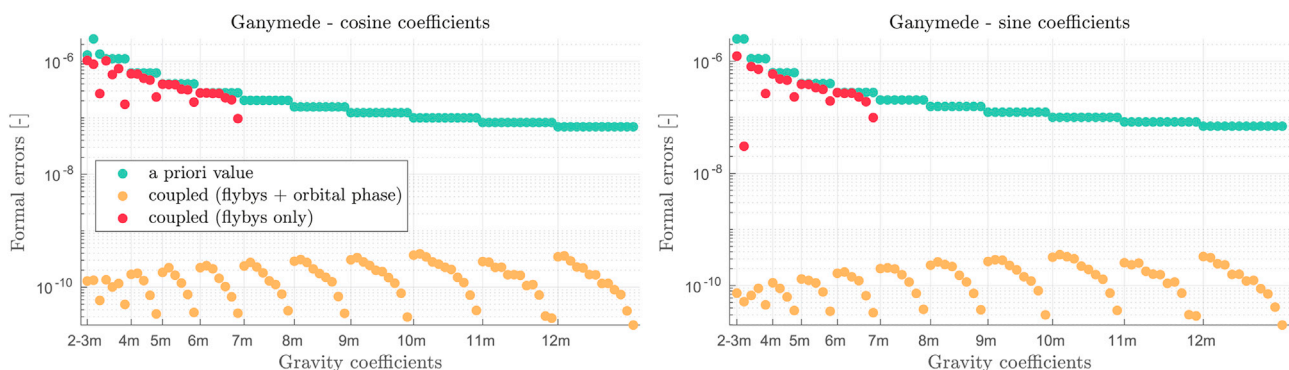 Ganymede - cosine coefficients
Formal errors [-]
10^-6
10^-8
10^-10
a priori value
coupled (flybys + orbital phase)
coupled (flybys only)
2-3m 4m 5m 6m 7m 8m 9m 10m 11m 12m
Gravity coefficients
Ganymede - sine coefficients
Formal errors [-]
10^-6
10^-8
10^-10
2-3m 4m 5m 6m 7m 8m 9m 10m 11m 12m
Gravity coefficients